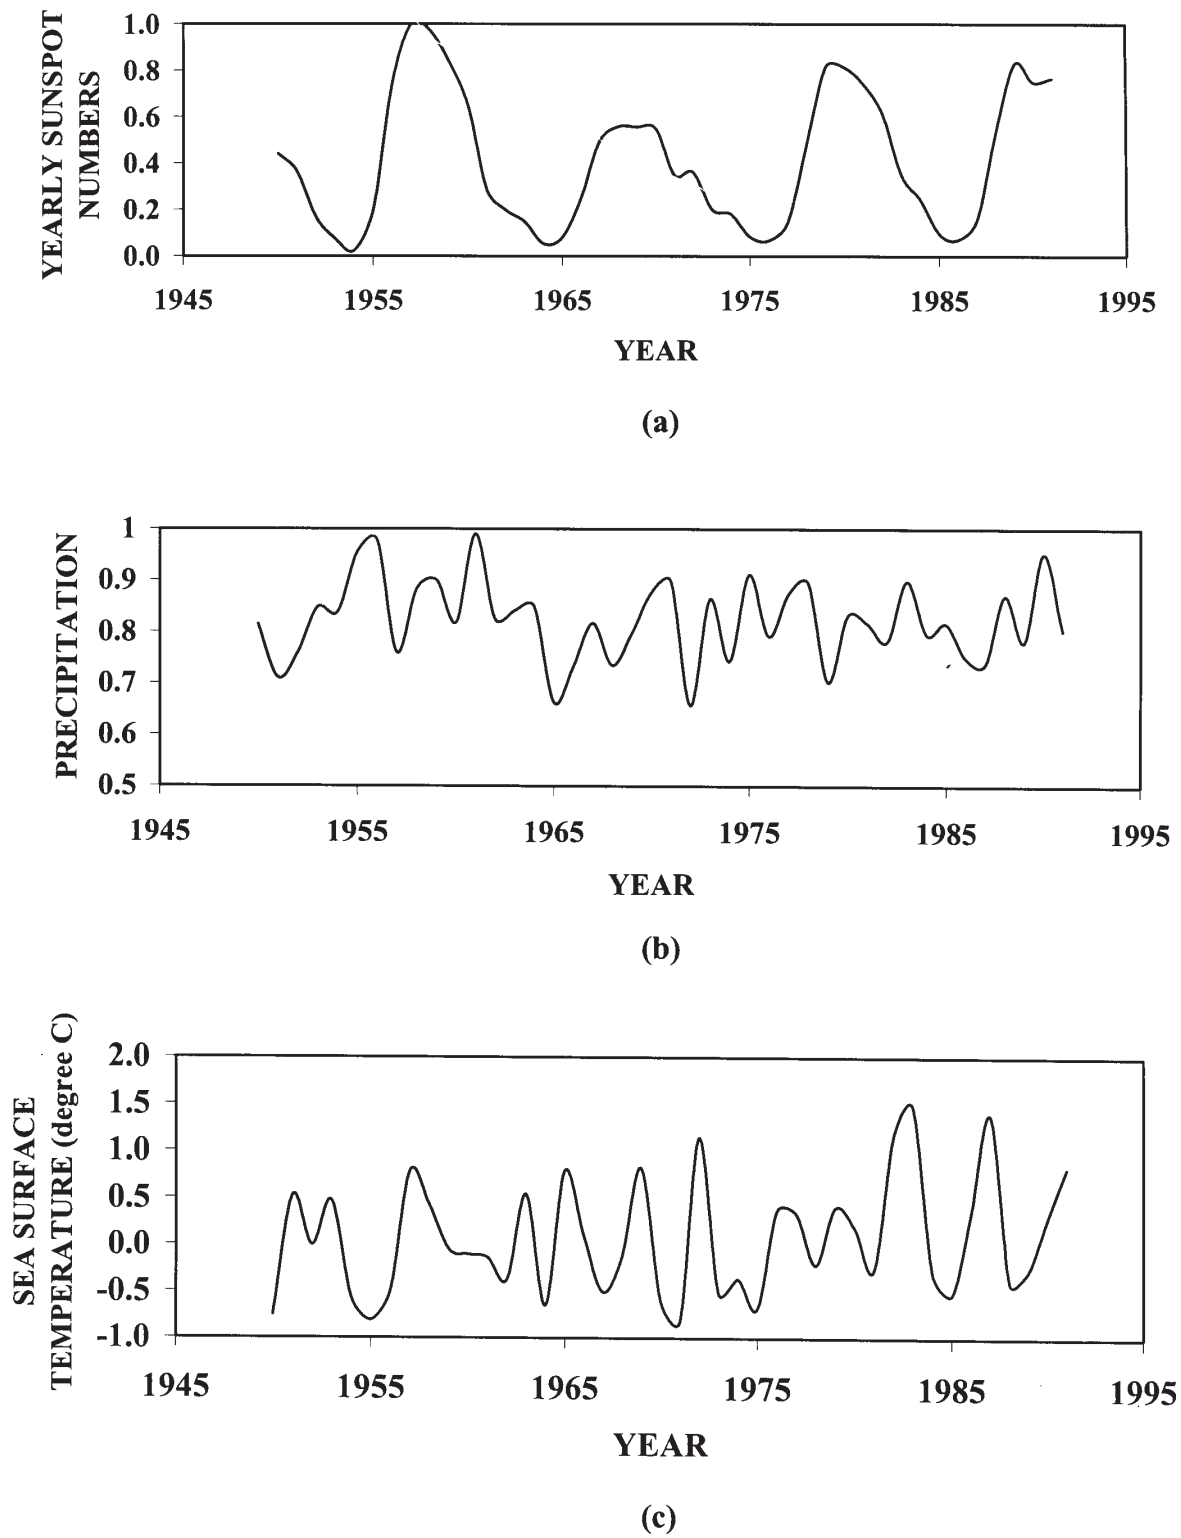 YEARLY SUNSPOT
NUMBERS
1.0
0.8
0.6
0.4
0.2
0.0
1945 1955 1965 1975 1985 1995
YEAR
(a)
PRECIPITATION
1
0.9
0.8
0.7
0.6
0.5
1945 1955 1965 1975 1985 1995
YEAR
(b)
SEA SURFACE
TEMPERATURE (degree C)
2.0
1.5
1.0
0.5
0.0
-0.5
-1.0
1945 1955 1965 1975 1985 1995
YEAR
(c)